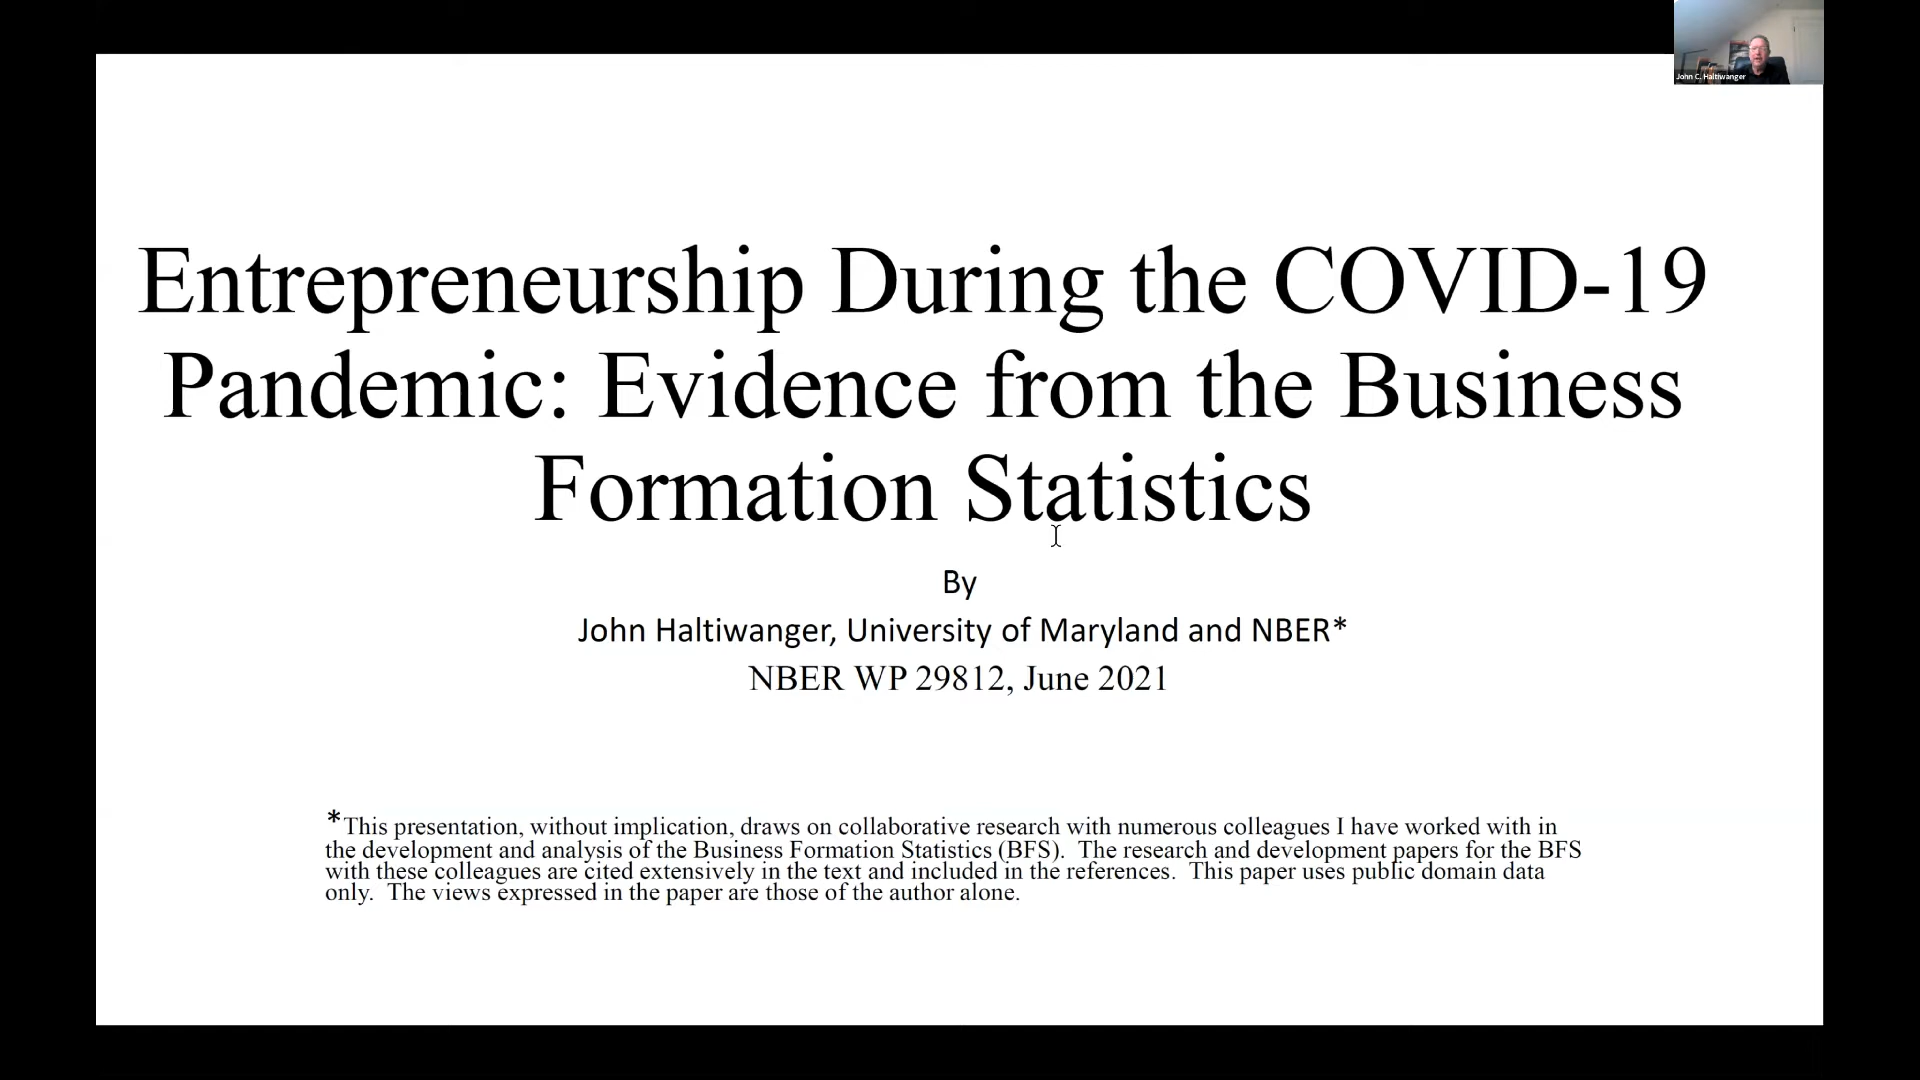 John C. Haltiwanger
Entrepreneurship During the COVID-19
Pandemic: Evidence from the Business
Formation Statistics
By
John Haltiwanger, University of Maryland and NBER*
NBER WP 29812, June 2021
*This presentation, without implication, draws on collaborative research with numerous colleagues I have worked with in
the development and analysis of the Business Formation Statistics (BFS). The research and development papers for the BFS
with these colleagues are cited extensively in the text and included in the references. This paper uses public domain data
only. The views expressed in the paper are those of the author alone.